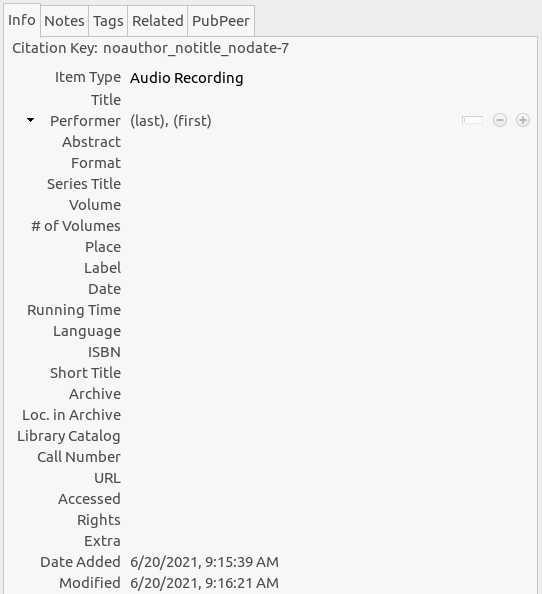 Info Notes Tags Related PubPeer
Citation Key: noauthor_notitle_nodate-7
Item Type Audio Recording
Title
Performer (last), (first)
Abstract
Format
Series Title
Volume
# of Volumes
Place
Label
Date
Running Time
Language
ISBN
Short Title
Archive
Loc. in Archive
Library Catalog
Call Number
URL
Accessed
Rights
Extra
Date Added 6/20/2021, 9:15:39 AM
Modified 6/20/2021, 9:16:21 AM